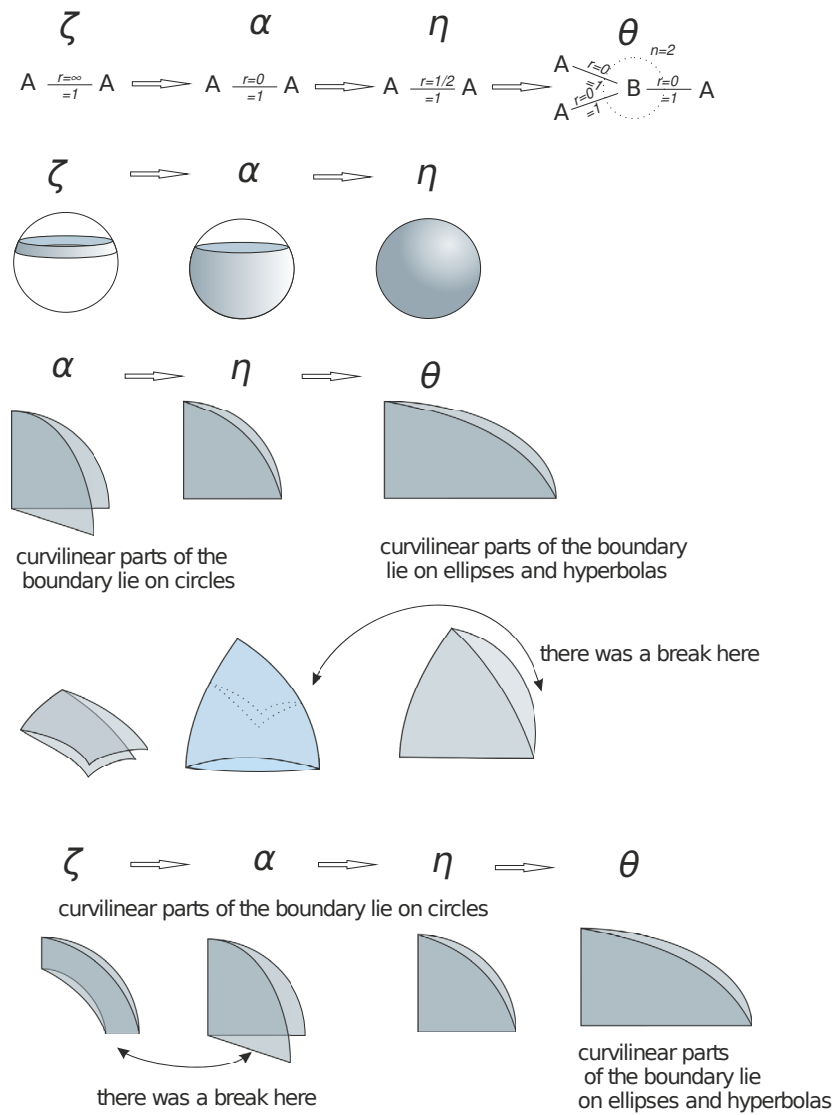 ζ α η θ
A r=∞ =1 A A r=0 =1 A A r=1/2 =1 A A r=0 =1 A r=0 =1 B r=0 =1 A n=2
ζ α η
α η θ
curvilinear parts of the
boundary lie on circles
curvilinear parts of the boundary
lie on ellipses and hyperbolas
there was a break here
ζ α η θ
curvilinear parts of the boundary lie on circles
there was a break here
curvilinear parts
of the boundary lie
on ellipses and hyperbolas